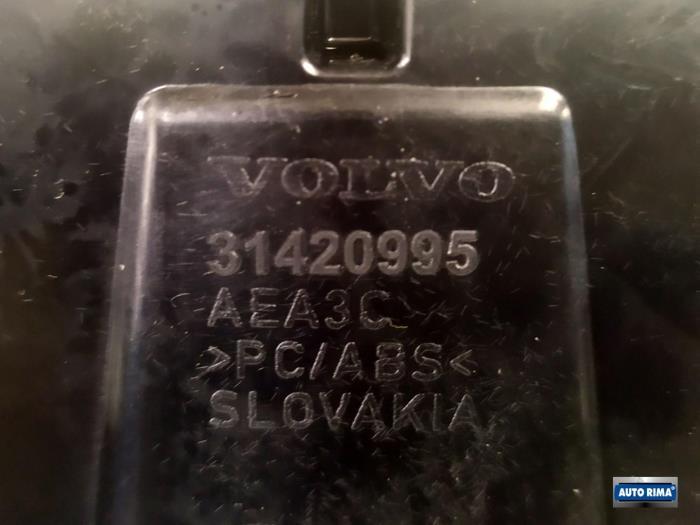 VOLVO
31420995
AEA3C
>PC/ABS<
SLOVAKIA
AUTO RIMA®